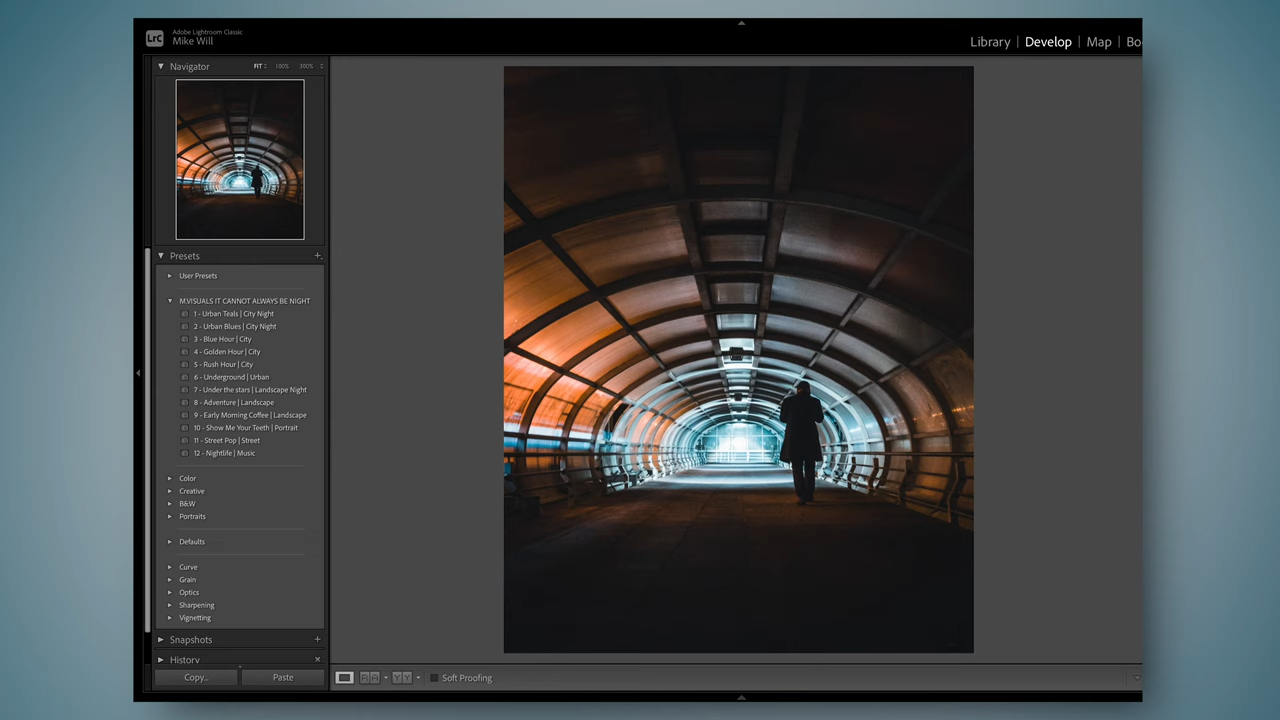 LrC
Adobe Lightroom Classic
Mike Will
Library | Develop | Map | Bo
Navigator FIT 100% 300%
Presets +
User Presets
M.VISUALS IT CANNOT ALWAYS BE NIGHT
1 - Urban Teals | City Night
2 - Urban Blues | City Night
3 - Blue Hour | City
4 - Golden Hour | City
5 - Rush Hour | City
6 - Underground | Urban
7 - Under the stars | Landscape Night
8 - Adventure | Landscape
9 - Early Morning Coffee | Landscape
10 - Show Me Your Teeth | Portrait
11 - Street Pop | Street
12 - Nightlife | Music
Color
Creative
B&W
Portraits
Defaults
Curve
Grain
Optics
Sharpening
Vignetting
Snapshots +
History
Copy... Paste
Soft Proofing